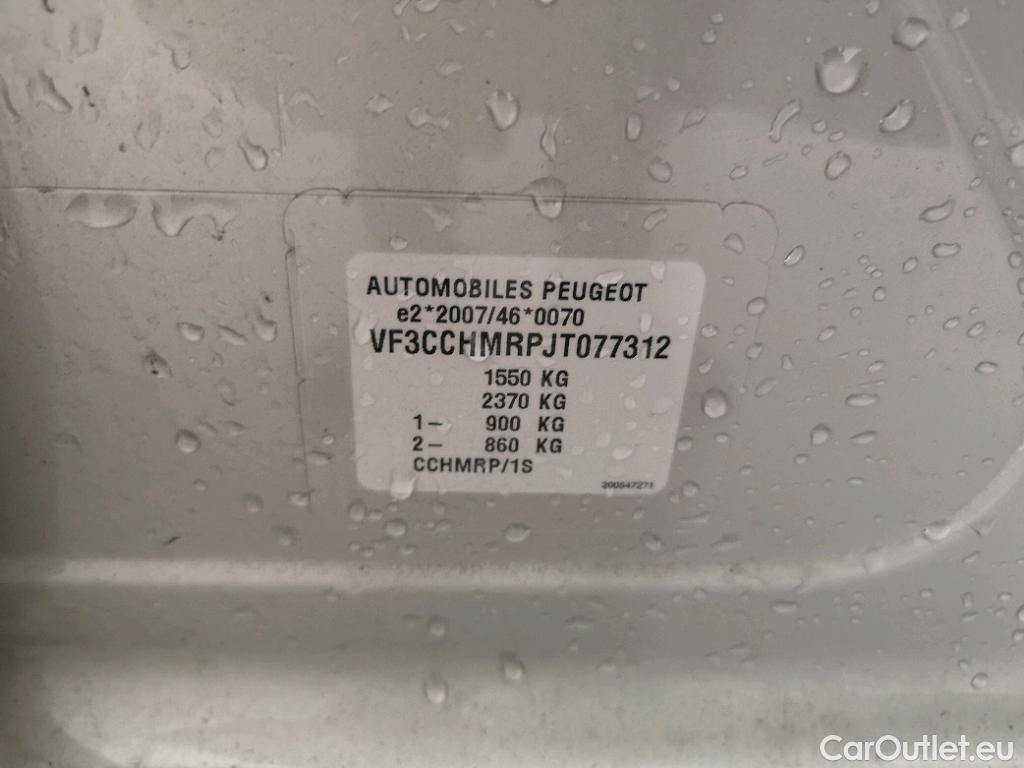 AUTOMOBILES PEUGEOT
e2*2007/46*0070
VF3CCHMRPJT077312
1550 KG
2370 KG
1- 900 KG
2- 860 KG
CCHMRP/1S
200547271
CarOutlet.eu